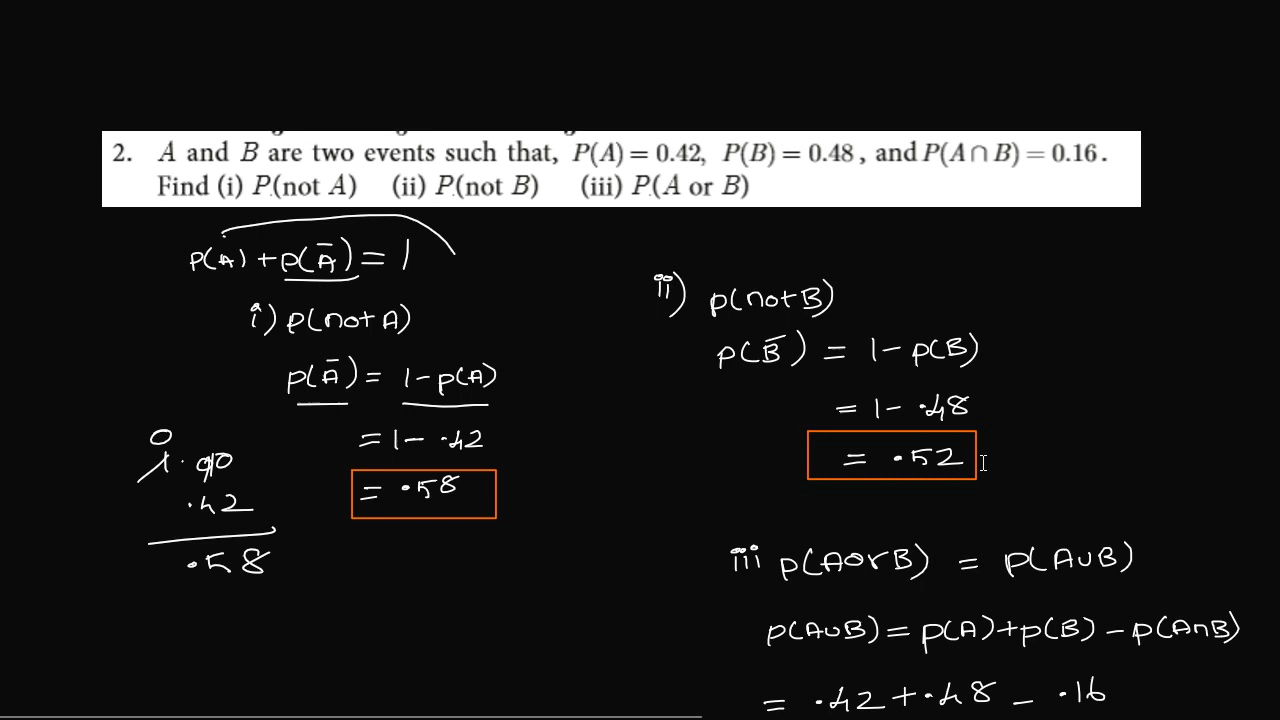 2. A and B are two events such that, P(A) = 0.42, P(B) = 0.48, and P(A∩B) = 0.16.
Find (i) P(not A) (ii) P(not B) (iii) P(A or B)
P(A) + P(A̅) = 1
i) P(not A)
P(A̅) = 1 - P(A)
= 1 - .42
= .58
0
1.910
.42
.58
ii) P(not B)
P(B̅) = 1 - P(B)
= 1 - .48
= .52
iii P(A or B) = P(A∪B)
P(A∪B) = P(A) + P(B) - P(A∩B)
= .42 + .48 - .16